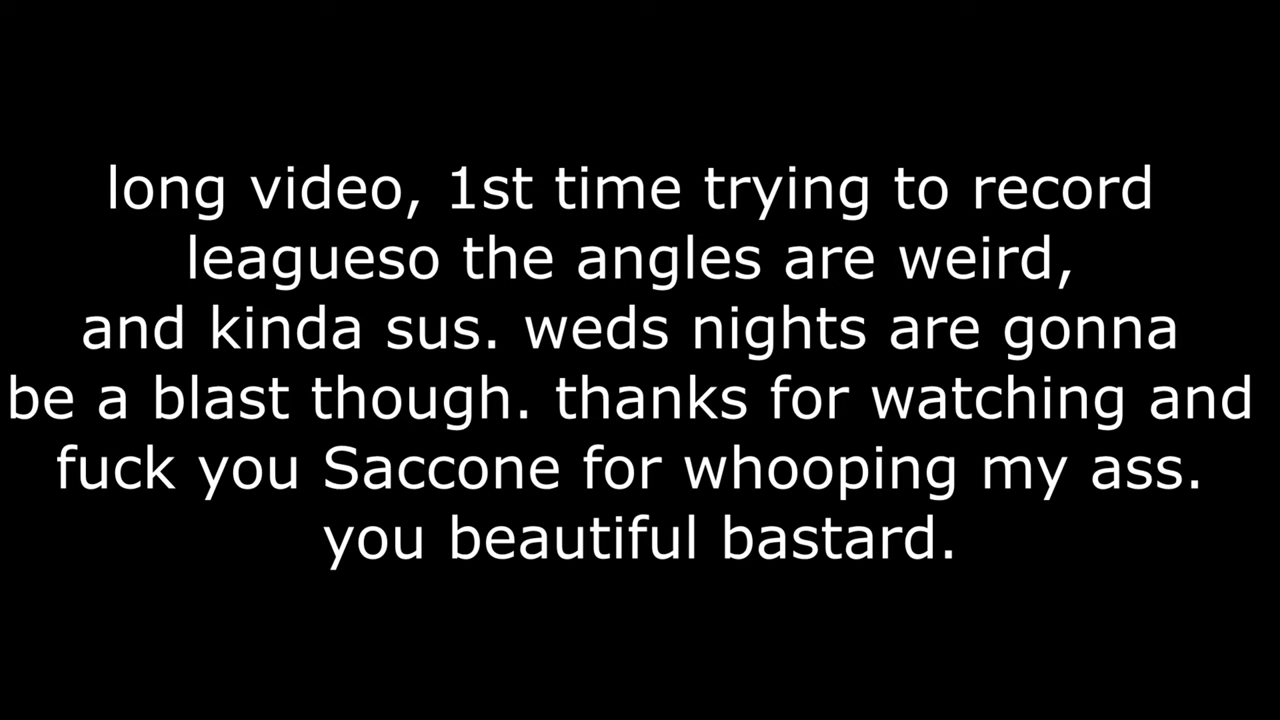 long video, 1st time trying to record
leagueso the angles are weird,
and kinda sus. weds nights are gonna
be a blast though. thanks for watching and
fuck you Saccone for whooping my ass.
you beautiful bastard.